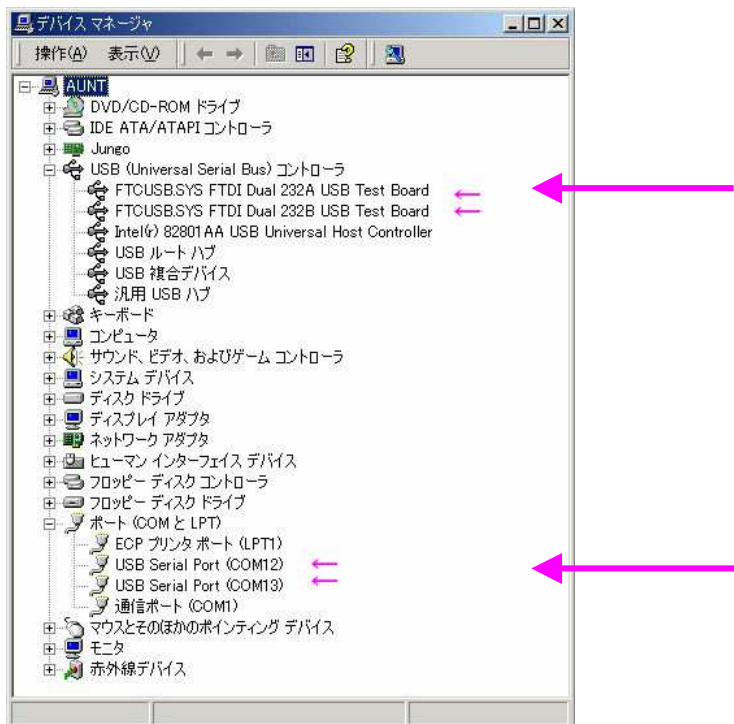 デバイス マネージャ
操作(A) 表示(V)
AUNT
DVD/CD-ROM ドライブ
IDE ATA/ATAPI コントローラ
Jungo
USB (Universal Serial Bus) コントローラ
FTCUSB.SYS FTDI Dual 232A USB Test Board ←
FTCUSB.SYS FTDI Dual 232B USB Test Board ←
Intel(r) 82801AA USB Universal Host Controller
USB ルート ハブ
USB 複合デバイス
汎用 USB ハブ
キーボード
コンピュータ
サウンド、ビデオ、およびゲーム コントローラ
システム デバイス
ディスク ドライブ
ディスプレイ アダプタ
ネットワーク アダプタ
ヒューマン インターフェイス デバイス
フロッピー ディスク コントローラ
フロッピー ディスク ドライブ
ポート (COM と LPT)
ECP プリンタ ポート (LPT1)
USB Serial Port (COM12) ←
USB Serial Port (COM13) ←
通信ポート (COM1)
マウスとそのほかのポインティング デバイス
モニタ
赤外線デバイス